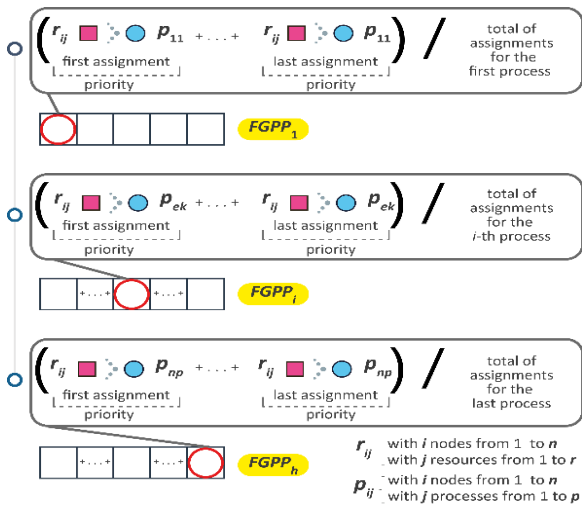 ( r_ij p_11 + . . . + r_ij p_11 ) / total of
first assignment last assignment assignments
priority priority for the
first process
FGPP_1
( r_ij p_ek + . . . + r_ij p_ek ) / total of
first assignment last assignment assignments
priority priority for the
i-th process
+ . . . + + . . . + FGPP_i
( r_ij p_np + . . . + r_ij p_np ) / total of
first assignment last assignment assignments
priority priority for the
last process
+ . . . + + . . . + FGPP_h
r_ij with i nodes from 1 to n
with j resources from 1 to r
p_ij with i nodes from 1 to n
with j processes from 1 to p